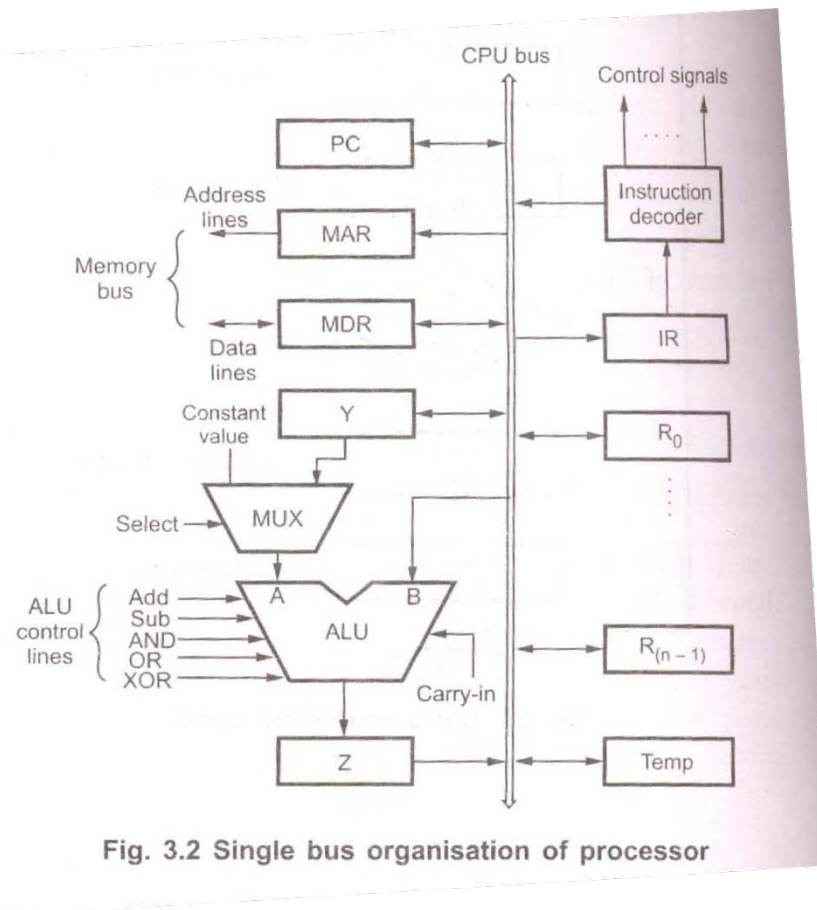 CPU bus
Control signals
. . . .
PC
Instruction
decoder
Address
lines
MAR
Memory
bus
MDR
IR
Data
lines
Constant
value
Y
R0
. . . . .
Select
MUX
ALU
control
lines
Add
Sub
AND
OR
XOR
A
B
ALU
Carry-in
R(n – 1)
Z
Temp
Fig. 3.2 Single bus organisation of processor